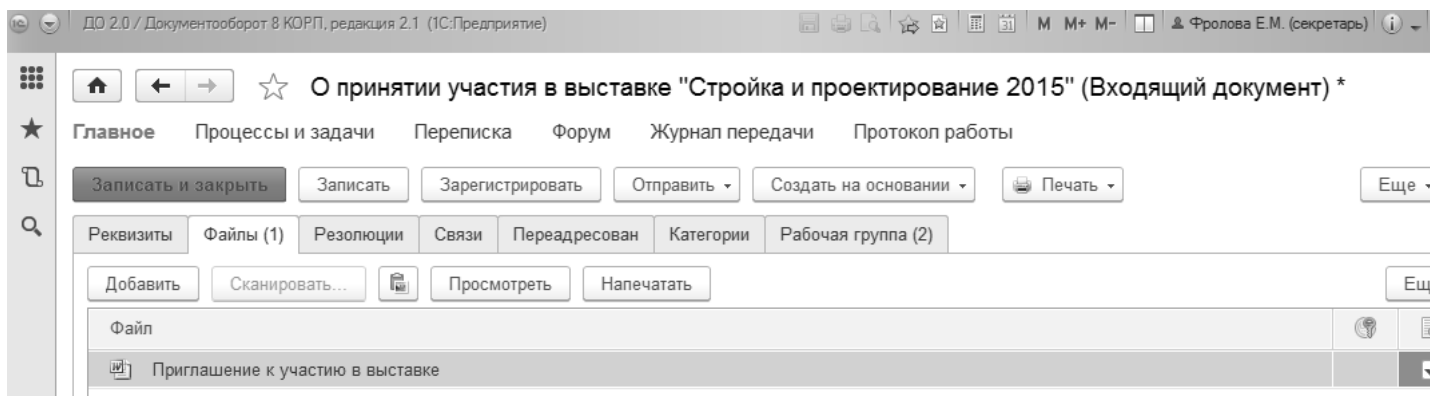 1С ДО 2.0 / Документооборот 8 КОРП, редакция 2.1 (1С:Предприятие) 31 M M+ M- Фролова Е.М. (секретарь)
О принятии участия в выставке "Стройка и проектирование 2015" (Входящий документ) *
Главное Процессы и задачи Переписка Форум Журнал передачи Протокол работы
Записать и закрыть Записать Зарегистрировать Отправить Создать на основании Печать Еще
Реквизиты Файлы (1) Резолюции Связи Переадресован Категории Рабочая группа (2)
Добавить Сканировать... Просмотреть Напечатать Ещ
Файл
Приглашение к участию в выставке